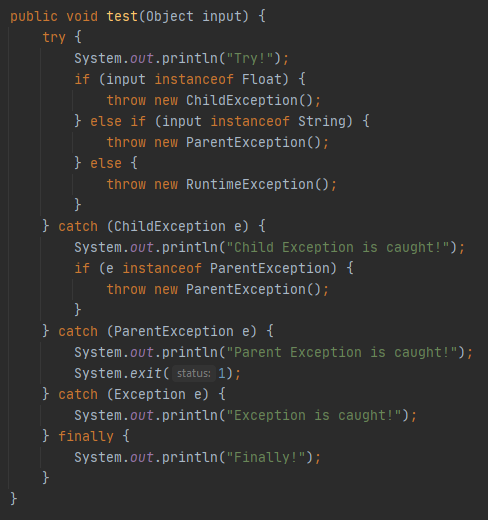 public void test(Object input) {
    try {
        System.out.println("Try!");
        if (input instanceof Float) {
            throw new ChildException();
        } else if (input instanceof String) {
            throw new ParentException();
        } else {
            throw new RuntimeException();
        }
    } catch (ChildException e) {
        System.out.println("Child Exception is caught!");
        if (e instanceof ParentException) {
            throw new ParentException();
        }
    } catch (ParentException e) {
        System.out.println("Parent Exception is caught!");
        System.exit( status: 1);
    } catch (Exception e) {
        System.out.println("Exception is caught!");
    } finally {
        System.out.println("Finally!");
    }
}